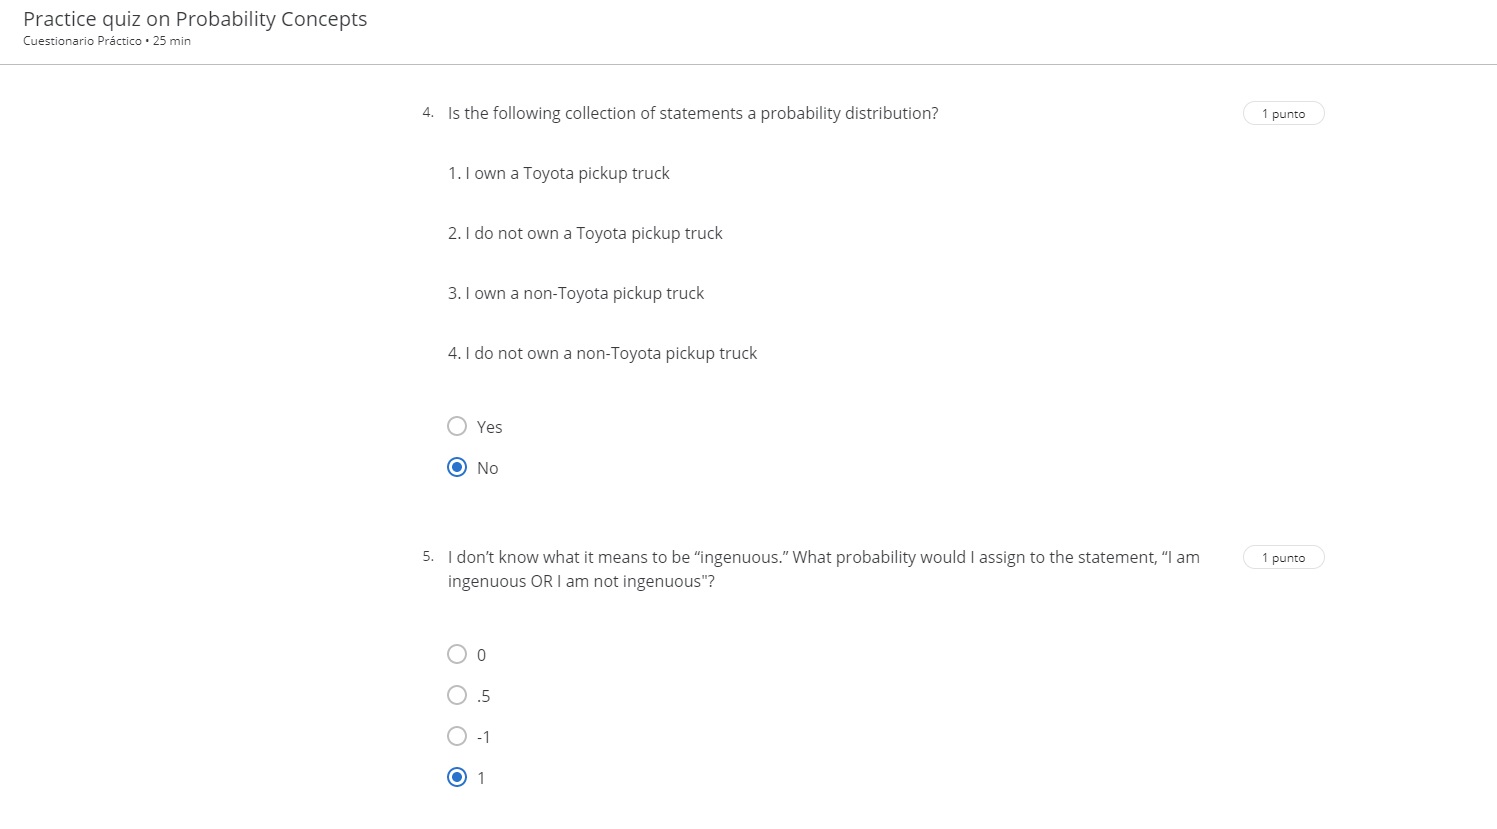 Practice quiz on Probability Concepts
Cuestionario Práctico • 25 min
4. Is the following collection of statements a probability distribution?
1 punto
1. I own a Toyota pickup truck
2. I do not own a Toyota pickup truck
3. I own a non-Toyota pickup truck
4. I do not own a non-Toyota pickup truck
Yes
No
5. I don’t know what it means to be “ingenuous.” What probability would I assign to the statement, “I am
ingenuous OR I am not ingenuous"?
1 punto
0
.5
-1
1